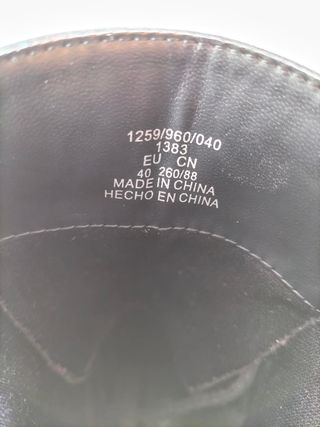 1259/960/040
1383
EU CN
40 260/88
MADE IN CHINA
HECHO EN CHINA